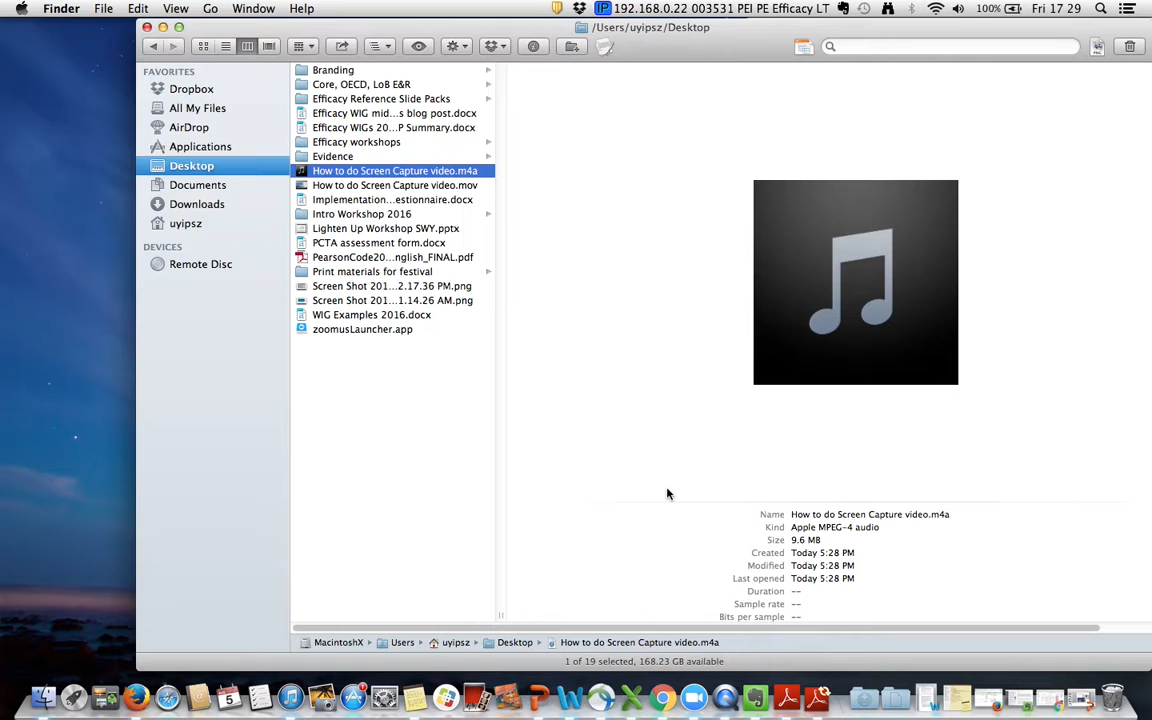 Finder File Edit View Go Window Help IP 192.168.0.22 003531 PEI PE Efficacy LT 100% Fri 17 29
/Users/uyipsz/Desktop
FAVORITES
Dropbox
All My Files
AirDrop
Applications
Desktop
Documents
Downloads
uyipsz
DEVICES
Remote Disc
Branding
Core, OECD, LoB E&R
Efficacy Reference Slide Packs
Efficacy WIG mid...s blog post.docx
Efficacy WIGs 20...P Summary.docx
Efficacy workshops
Evidence
How to do Screen Capture video.m4a
How to do Screen Capture video.mov
Implementation...estionnaire.docx
Intro Workshop 2016
Lighten Up Workshop SWY.pptx
PCTA assessment form.docx
PearsonCode20...nglish_FINAL.pdf
Print materials for festival
Screen Shot 201...2.17.36 PM.png
Screen Shot 201...1.14.26 AM.png
WIG Examples 2016.docx
zoomusLauncher.app
Name How to do Screen Capture video.m4a
Kind Apple MPEG-4 audio
Size 9.6 MB
Created Today 5:28 PM
Modified Today 5:28 PM
Last opened Today 5:28 PM
Duration --
Sample rate --
Bits per sample --
MacintoshX Users uyipsz Desktop How to do Screen Capture video.m4a
1 of 19 selected, 168.23 GB available
5